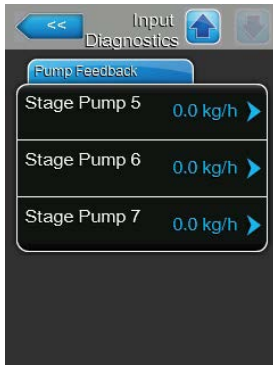 << Input
Diagnostics
Pump Feedback
Stage Pump 5 0.0 kg/h
Stage Pump 6 0.0 kg/h
Stage Pump 7 0.0 kg/h